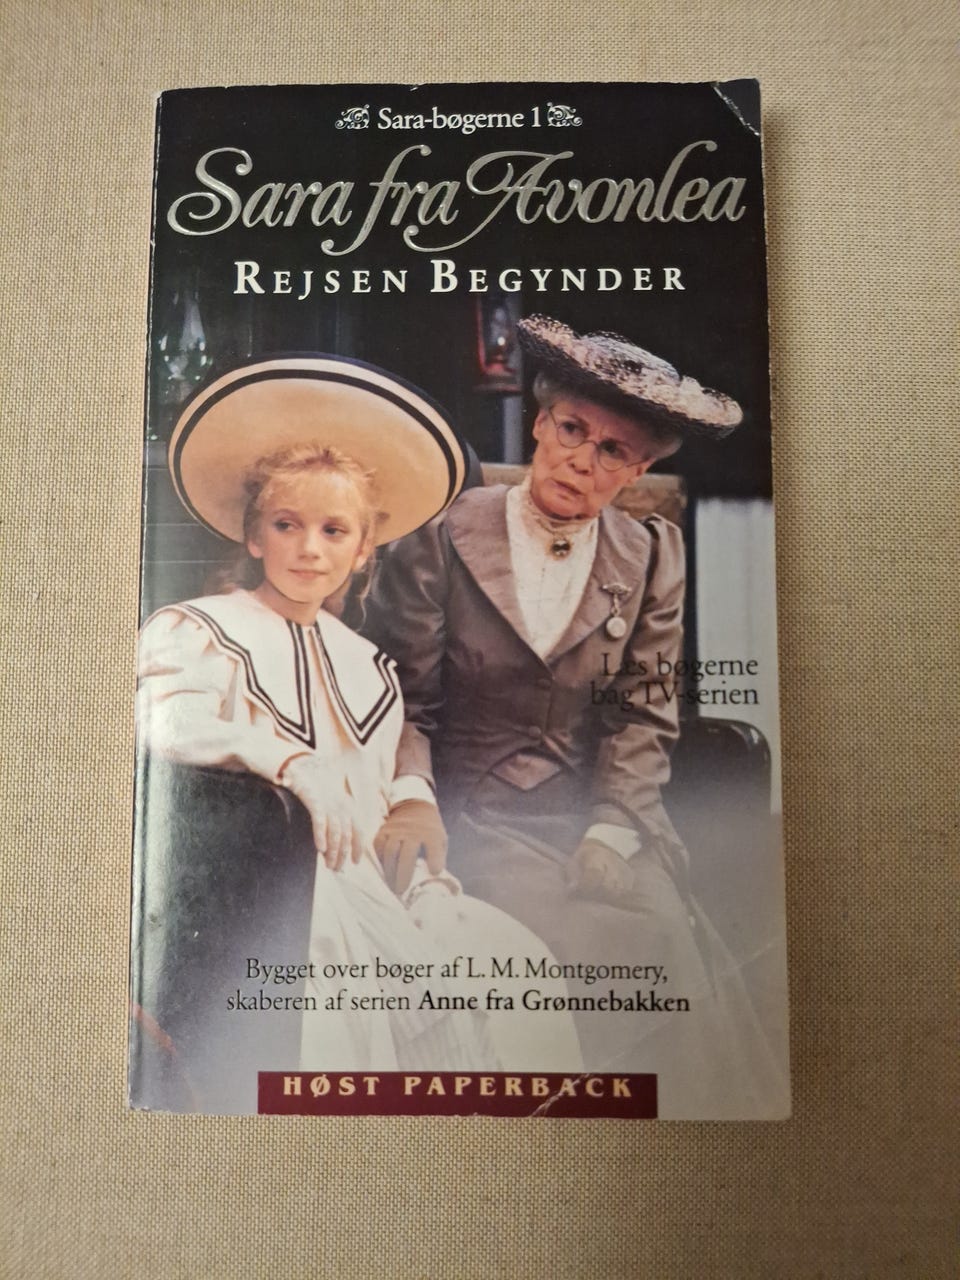 Sara-bøgerne 1
Sara fra Avonlea
REJSEN BEGYNDER
Læs bøgerne
bag TV-serien
Bygget over bøger af L. M. Montgomery,
skaberen af serien Anne fra Grønnebakken
HØST PAPERBACK